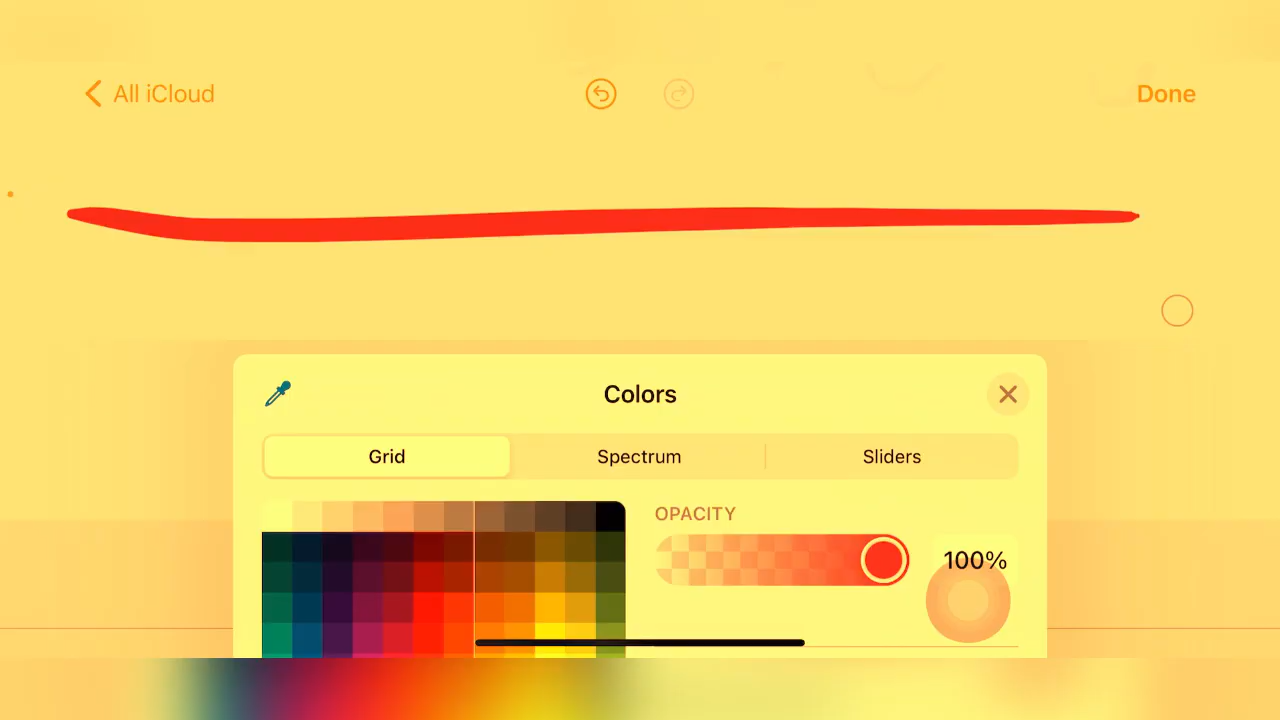 All iCloud
Done
Colors
Grid
Spectrum
Sliders
OPACITY
100%